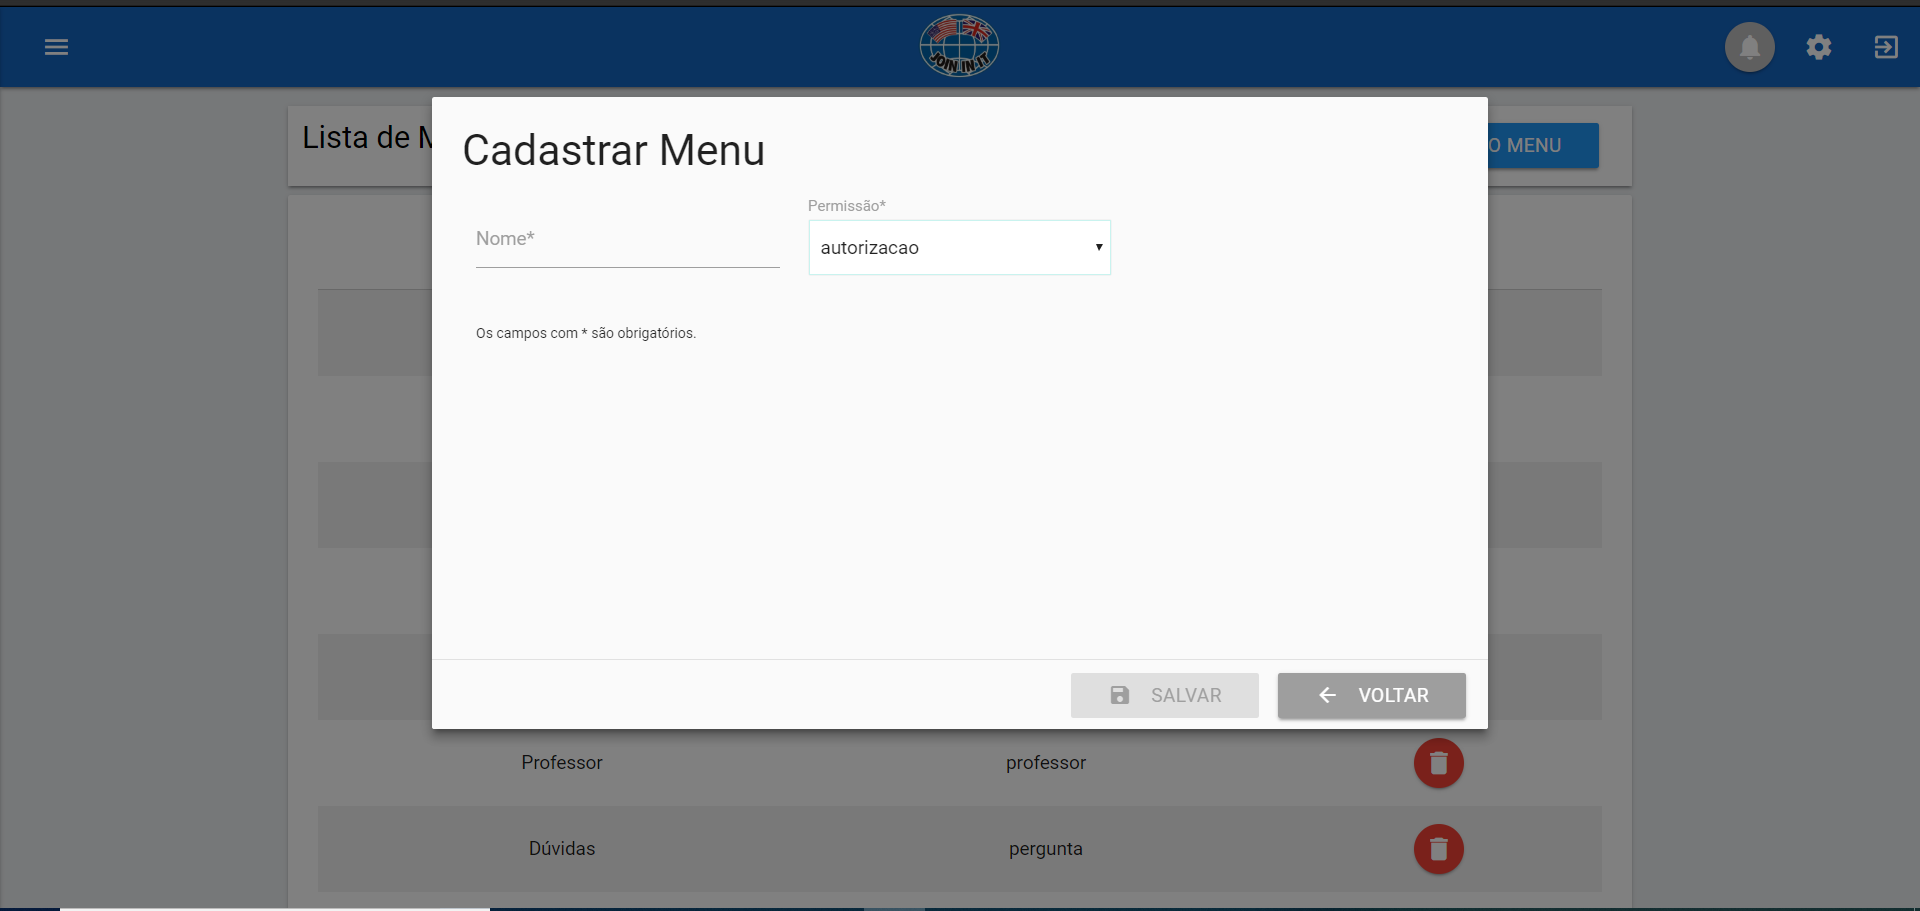 JOIN IN IT
Lista de M
O MENU
Cadastrar Menu
Nome*
Permissão*
autorizacao
Os campos com * são obrigatórios.
SALVAR
VOLTAR
Professor professor
Dúvidas pergunta